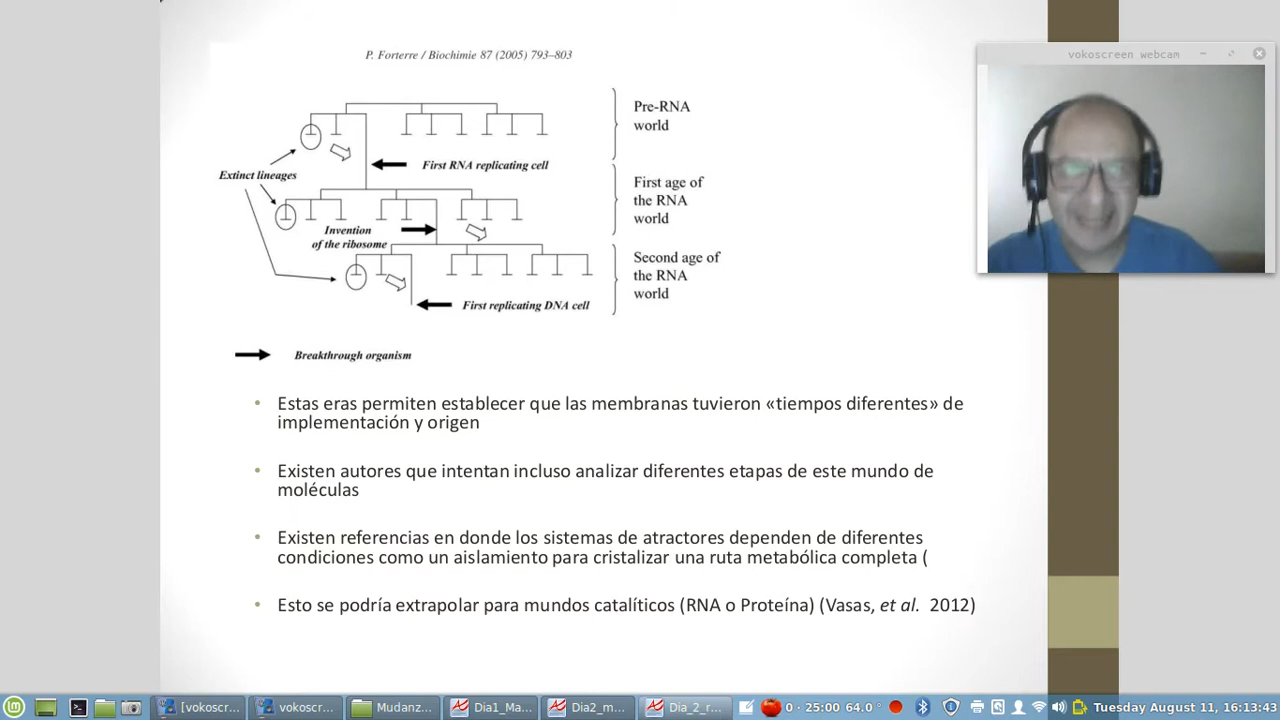 P. Forterre / Biochimie 87 (2005) 793–803
vokoscreen webcam
Pre-RNA
world
First RNA replicating cell
Extinct lineages
First age of
the RNA
world
Invention
of the ribosome
Second age of
the RNA
world
First replicating DNA cell
Breakthrough organism
• Estas eras permiten establecer que las membranas tuvieron «tiempos diferentes» de
implementación y origen
• Existen autores que intentan incluso analizar diferentes etapas de este mundo de
moléculas
• Existen referencias en donde los sistemas de atractores dependen de diferentes
condiciones como un aislamiento para cristalizar una ruta metabólica completa (
• Esto se podría extrapolar para mundos catalíticos (RNA o Proteína) (Vasas, et al. 2012)
[vokoscr... vokoscr... Mudanz... Dia1_Ma... Dia2_m... Dia_2_r... 0 · 25:00 64.0 ° Tuesday August 11, 16:13:43